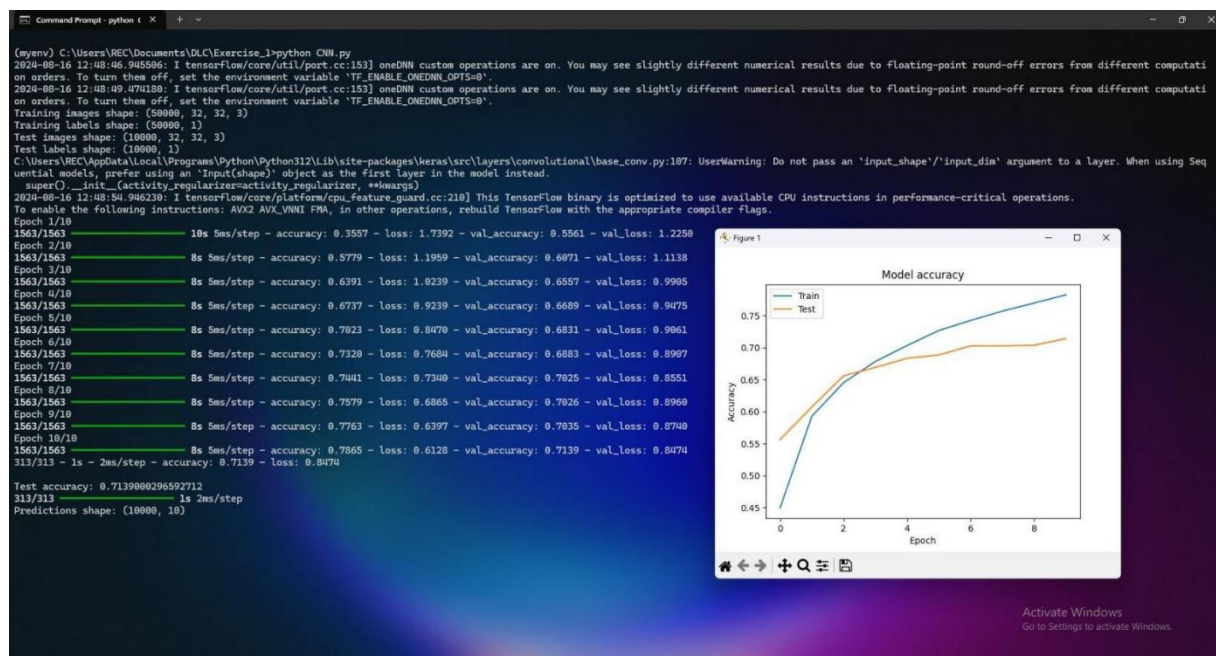 Command Prompt - python (
(myenv) C:\Users\REC\Documents\DLC\Exercise_1>python CNN.py
2024-08-16 12:48:46.945506: I tensorflow/core/util/port.cc:153] oneDNN custom operations are on. You may see slightly different numerical results due to floating-point round-off errors from different computati
on orders. To turn them off, set the environment variable `TF_ENABLE_ONEDNN_OPTS=0`.
2024-08-16 12:48:49.474180: I tensorflow/core/util/port.cc:153] oneDNN custom operations are on. You may see slightly different numerical results due to floating-point round-off errors from different computati
on orders. To turn them off, set the environment variable `TF_ENABLE_ONEDNN_OPTS=0`.
Training images shape: (50000, 32, 32, 3)
Training labels shape: (50000, 1)
Test images shape: (10000, 32, 32, 3)
Test labels shape: (10000, 1)
C:\Users\REC\AppData\Local\Programs\Python\Python312\Lib\site-packages\keras\src\layers\convolutional\base_conv.py:107: UserWarning: Do not pass an `input_shape`/`input_dim` argument to a layer. When using Seq
uential models, prefer using an `Input(shape)` object as the first layer in the model instead.
super().__init__(activity_regularizer=activity_regularizer, **kwargs)
2024-08-16 12:48:54.946230: I tensorflow/core/platform/cpu_feature_guard.cc:210] This TensorFlow binary is optimized to use available CPU instructions in performance-critical operations.
To enable the following instructions: AVX2 AVX_VNNI FMA, in other operations, rebuild TensorFlow with the appropriate compiler flags.
Epoch 1/10
1563/1563 10s 5ms/step - accuracy: 0.3557 - loss: 1.7392 - val_accuracy: 0.5561 - val_loss: 1.2250
Epoch 2/10
1563/1563 8s 5ms/step - accuracy: 0.5779 - loss: 1.1959 - val_accuracy: 0.6071 - val_loss: 1.1138
Epoch 3/10
1563/1563 8s 5ms/step - accuracy: 0.6391 - loss: 1.0239 - val_accuracy: 0.6557 - val_loss: 0.9905
Epoch 4/10
1563/1563 8s 5ms/step - accuracy: 0.6737 - loss: 0.9239 - val_accuracy: 0.6689 - val_loss: 0.9475
Epoch 5/10
1563/1563 8s 5ms/step - accuracy: 0.7023 - loss: 0.8470 - val_accuracy: 0.6831 - val_loss: 0.9061
Epoch 6/10
1563/1563 8s 5ms/step - accuracy: 0.7320 - loss: 0.7684 - val_accuracy: 0.6883 - val_loss: 0.8907
Epoch 7/10
1563/1563 8s 5ms/step - accuracy: 0.7441 - loss: 0.7340 - val_accuracy: 0.7025 - val_loss: 0.8551
Epoch 8/10
1563/1563 8s 5ms/step - accuracy: 0.7579 - loss: 0.6865 - val_accuracy: 0.7026 - val_loss: 0.8960
Epoch 9/10
1563/1563 8s 5ms/step - accuracy: 0.7763 - loss: 0.6397 - val_accuracy: 0.7035 - val_loss: 0.8740
Epoch 10/10
1563/1563 8s 5ms/step - accuracy: 0.7865 - loss: 0.6128 - val_accuracy: 0.7139 - val_loss: 0.8474
313/313 - 1s - 2ms/step - accuracy: 0.7139 - loss: 0.8474
Test accuracy: 0.7139000296592712
313/313 1s 2ms/step
Predictions shape: (10000, 10)
Figure 1
Model accuracy
Train
Test
0.75
0.70
0.65
0.60
0.55
0.50
0.45
Accuracy
0 2 4 6 8
Epoch
Activate Windows
Go to Settings to activate Windows.